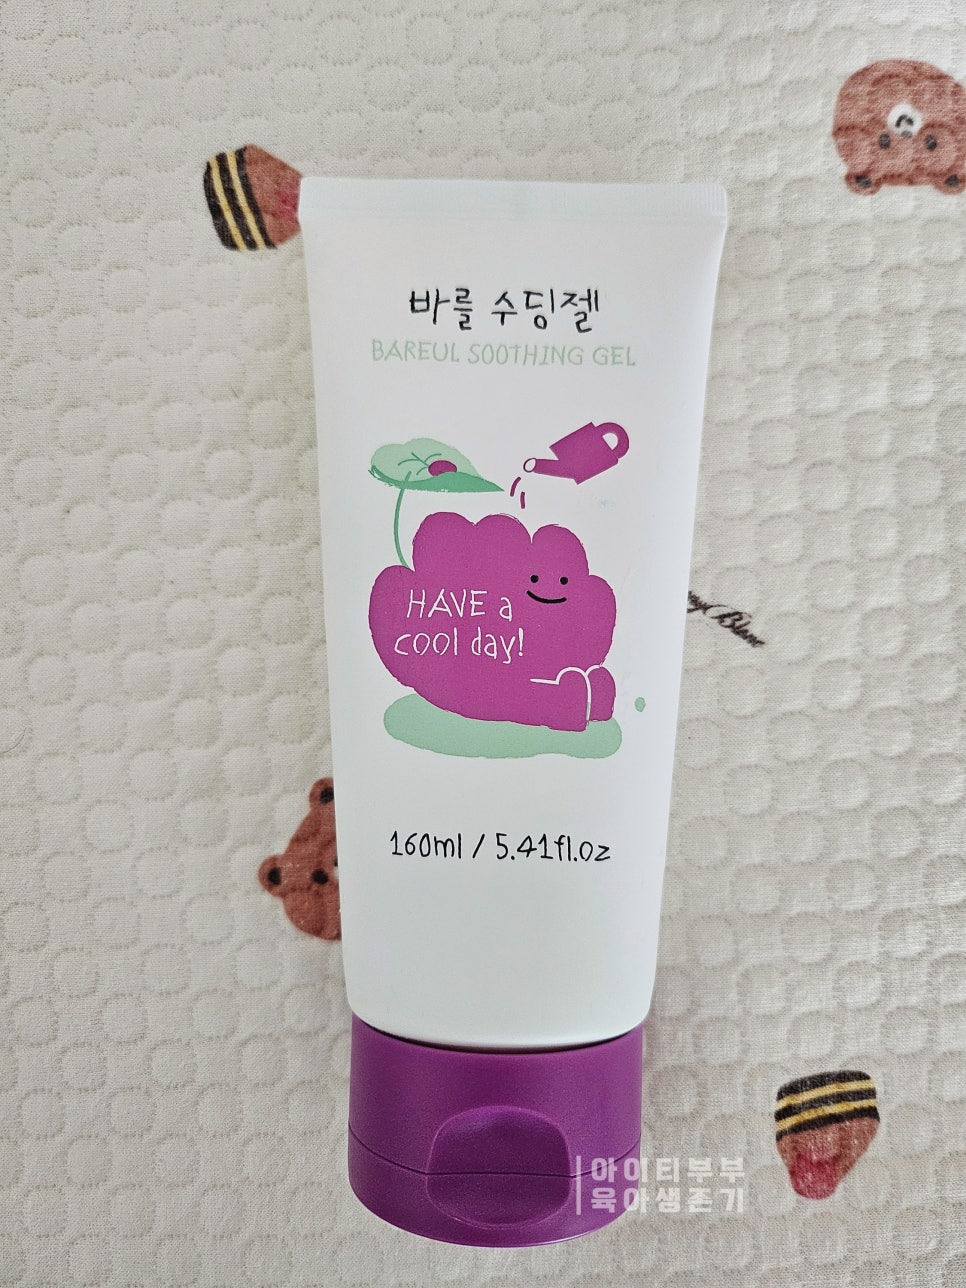 바를 수딩젤
BAREUL SOOTHING GEL
HAVE a
cool day!
160ml / 5.41fl.oz
아이티부부
육아생존기